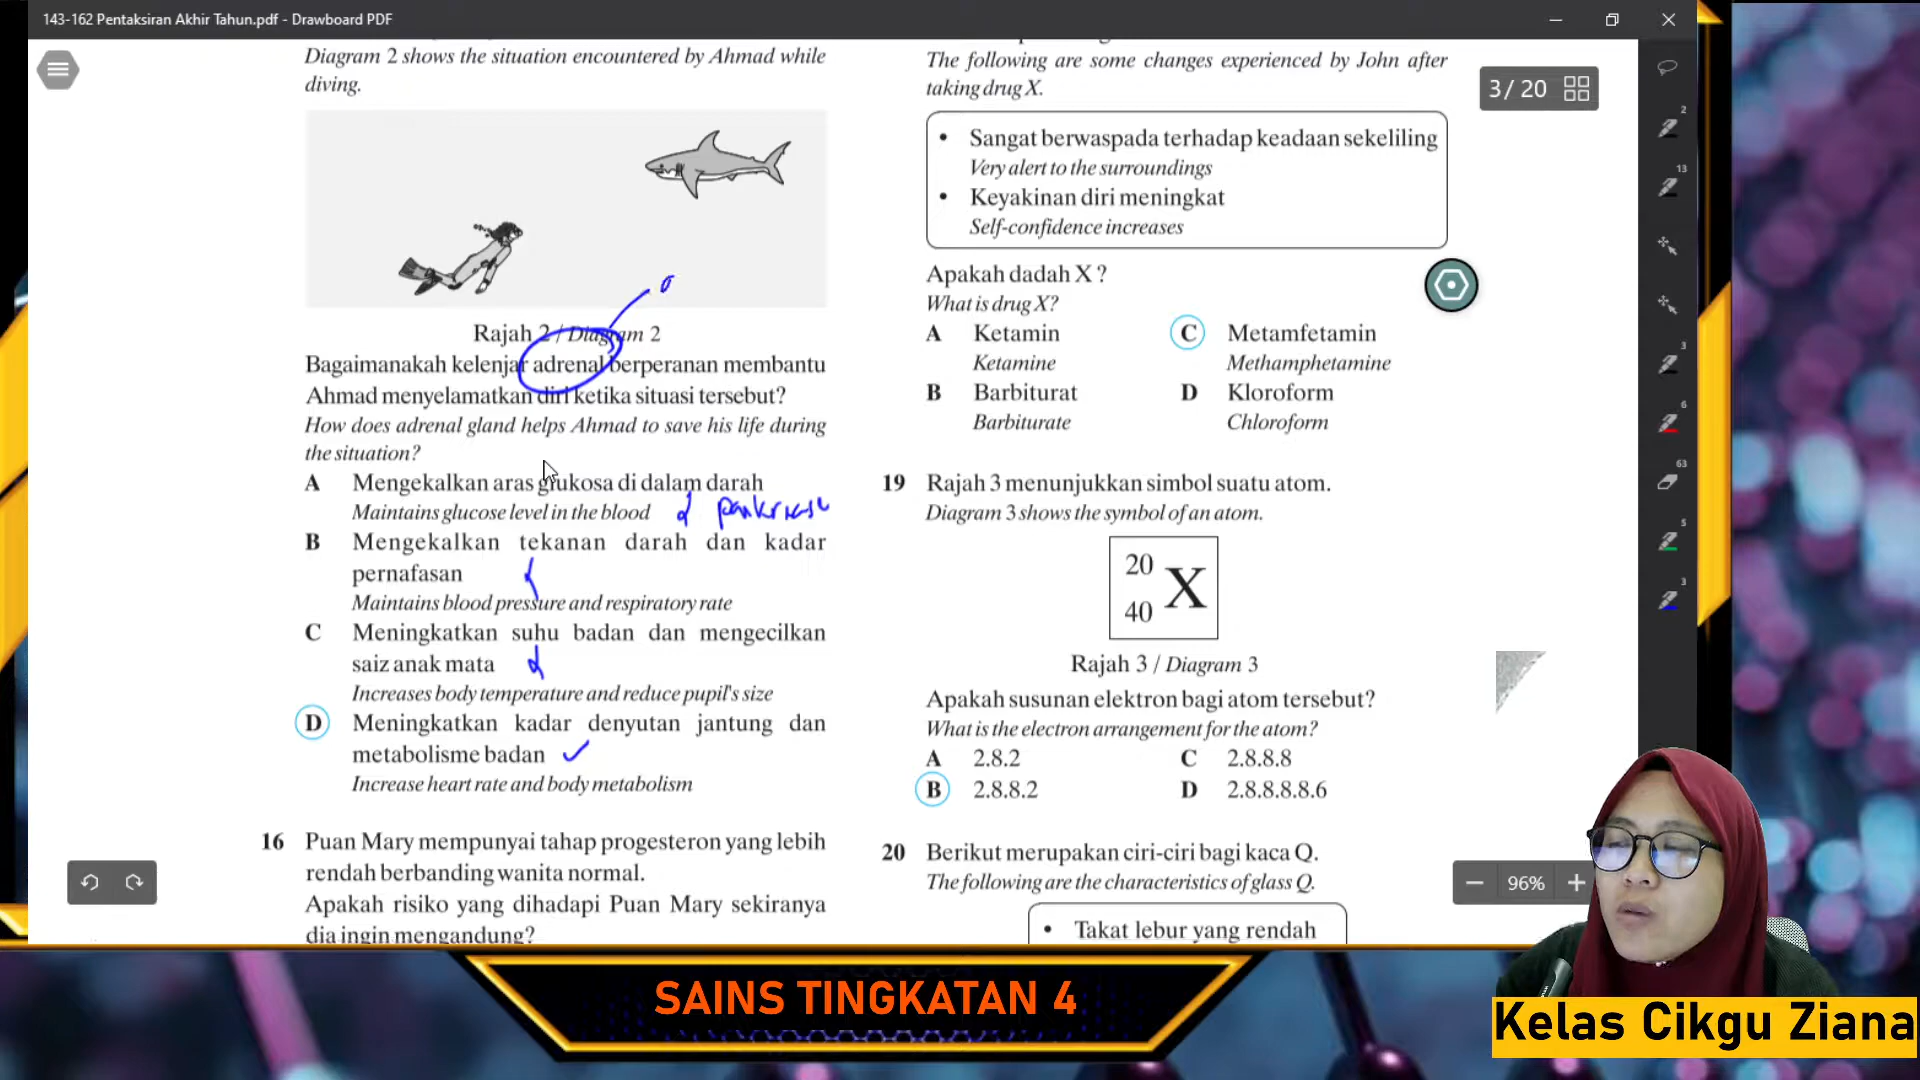 143-162 Pentaksiran Akhir Tahun.pdf - Drawboard PDF
Diagram 2 shows the situation encountered by Ahmad while
diving.
Rajah 2 / Diagram 2
Bagaimanakah kelenjar adrenal berperanan membantu
Ahmad menyelamatkan diri ketika situasi tersebut?
How does adrenal gland helps Ahmad to save his life during
the situation?
A Mengekalkan aras glukosa di dalam darah
Maintains glucose level in the blood
B Mengekalkan tekanan darah dan kadar
pernafasan
Maintains blood pressure and respiratory rate
C Meningkatkan suhu badan dan mengecilkan
saiz anak mata
Increases body temperature and reduce pupil's size
D Meningkatkan kadar denyutan jantung dan
metabolisme badan
Increase heart rate and body metabolism
16 Puan Mary mempunyai tahap progesteron yang lebih
rendah berbanding wanita normal.
Apakah risiko yang dihadapi Puan Mary sekiranya
dia ingin mengandung?
The following are some changes experienced by John after
taking drug X.
• Sangat berwaspada terhadap keadaan sekeliling
Very alert to the surroundings
• Keyakinan diri meningkat
Self-confidence increases
Apakah dadah X ?
What is drug X?
A Ketamin C Metamfetamin
Ketamine Methamphetamine
B Barbiturat D Kloroform
Barbiturate Chloroform
19 Rajah 3 menunjukkan simbol suatu atom.
Diagram 3 shows the symbol of an atom.
20
X
40
Rajah 3 / Diagram 3
Apakah susunan elektron bagi atom tersebut?
What is the electron arrangement for the atom?
A 2.8.2 C 2.8.8.8
B 2.8.8.2 D 2.8.8.8.8.6
20 Berikut merupakan ciri-ciri bagi kaca Q.
The following are the characteristics of glass Q.
• Takat lebur yang rendah
3 / 20
2
13
3
6
63
5
3
96%
SAINS TINGKATAN 4
Kelas Cikgu Ziana